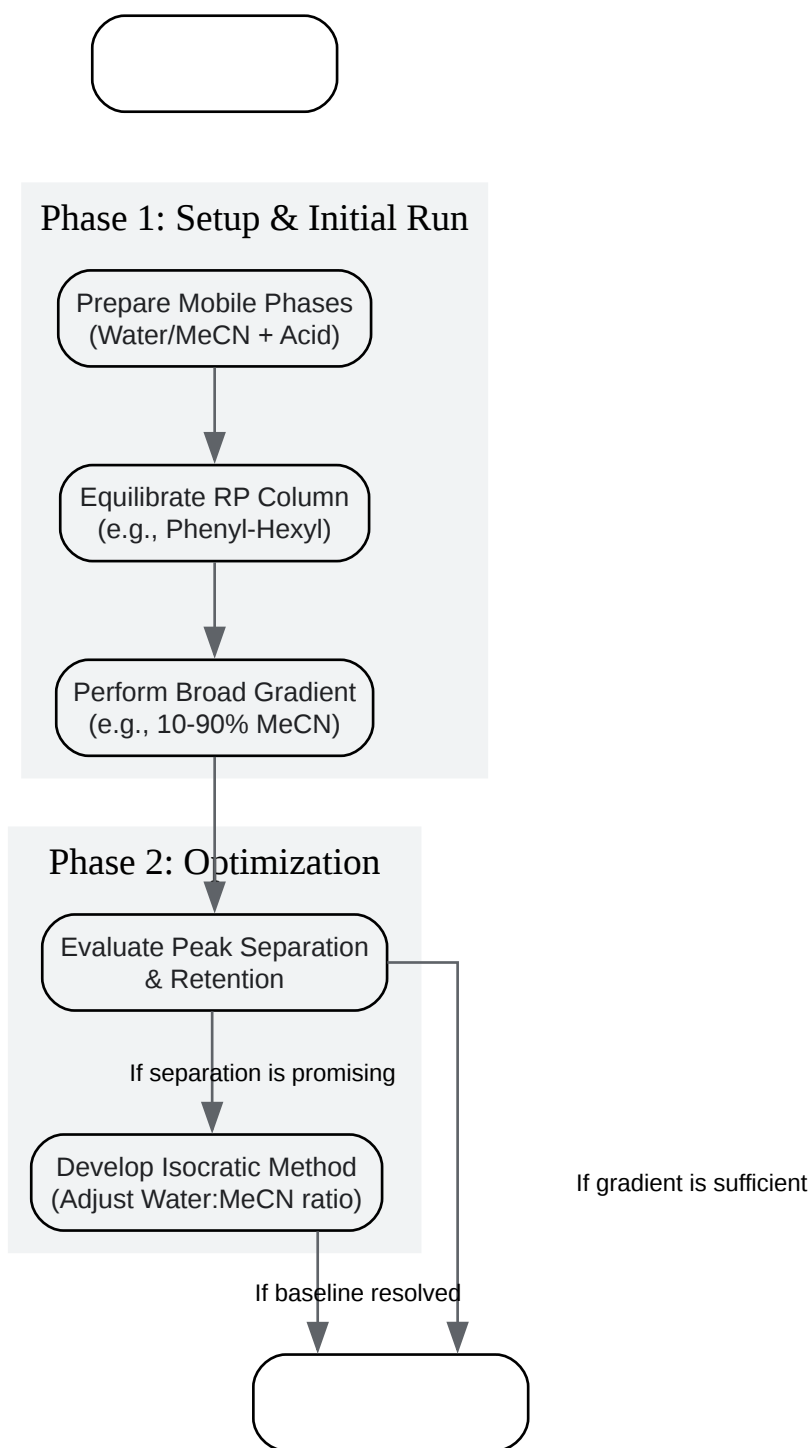 Phase 1: Setup & Initial Run
Prepare Mobile Phases
(Water/MeCN + Acid)
Equilibrate RP Column
(e.g., Phenyl-Hexyl)
Perform Broad Gradient
(e.g., 10-90% MeCN)
Phase 2: Optimization
Evaluate Peak Separation
& Retention
If separation is promising
Develop Isocratic Method
(Adjust Water:MeCN ratio)
If gradient is sufficient
If baseline resolved